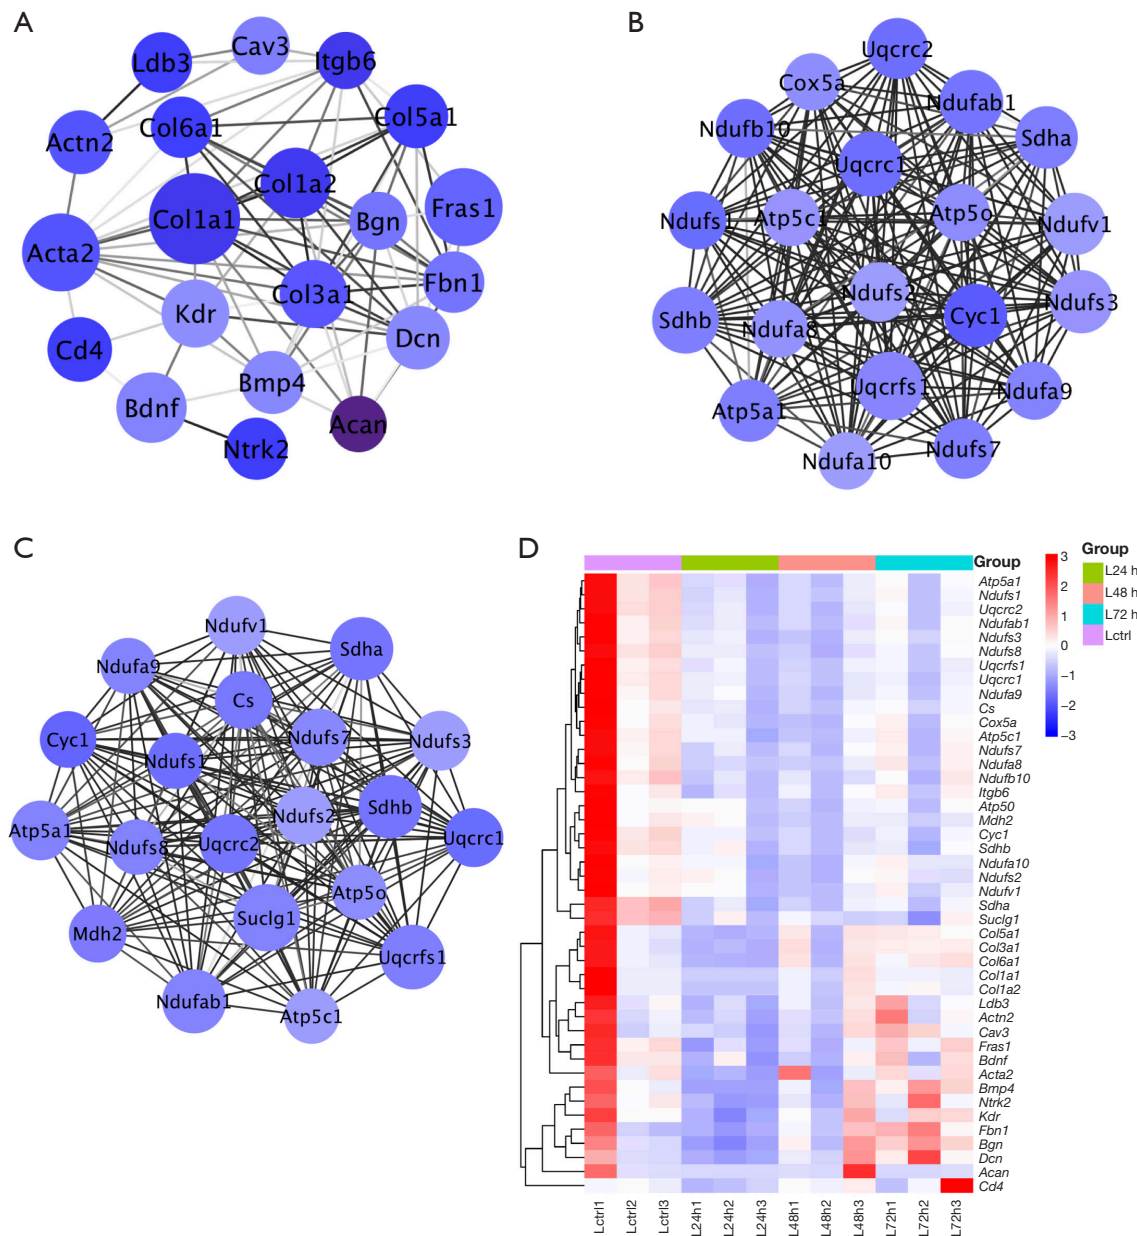 A
Cav3
Ldb3
Itgb6
Col5a1
Col6a1
Actn2
Col1a2
Col1a1
Bgn
Fras1
Acta2
Fbn1
Col3a1
Kdr
Dcn
Cd4
Bmp4
Bdnf
Acan
Ntrk2
B
Uqcrc2
Cox5a
Ndufab1
Ndufb10
Sdha
Uqcrc1
Ndufs1
Atp5c1
Atp5o
Ndufv1
Ndufs2
Ndufs3
Sdhb
Ndufa8
Cyc1
Uqcrfs1
Ndufa9
Atp5a1
Ndufa10
Ndufs7
C
Ndufv1
Ndufa9
Sdha
Cs
Cyc1
Ndufs7
Ndufs3
Ndufs1
Sdhb
Ndufs2
Atp5a1
Ndufs8
Uqcrc2
Uqcrc1
Atp5o
Suclg1
Mdh2
Uqcrfs1
Ndufab1
Atp5c1
D
Group
Atp5a1
Ndufs1
Uqcrc2
Ndufab1
Ndufs3
Ndufs8
Uqcrfs1
Uqcrc1
Ndufa9
Cs
Cox5a
Atp5c1
Ndufs7
Ndufa8
Ndufb10
Itgb6
Atp50
Mdh2
Cyc1
Sdhb
Ndufa10
Ndufs2
Ndufv1
Sdha
Suclg1
Col5a1
Col3a1
Col6a1
Col1a1
Col1a2
Ldb3
Actn2
Cav3
Fras1
Bdnf
Acta2
Bmp4
Ntrk2
Kdr
Fbn1
Bgn
Dcn
Acan
Cd4
Lctrl1
Lctrl2
Lctrl3
L24h1
L24h2
L24h3
L48h1
L48h2
L48h3
L72h1
L72h2
L72h3
3
2
1
0
−1
−2
−3
Group
L24 h
L48 h
L72 h
Lctrl